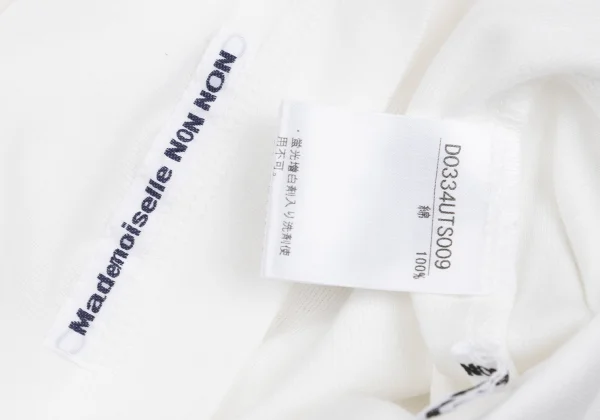 Mademoiselle NON NON
D0334UTS009
綿 100%
・蛍光増白剤入り洗剤使
用不可。